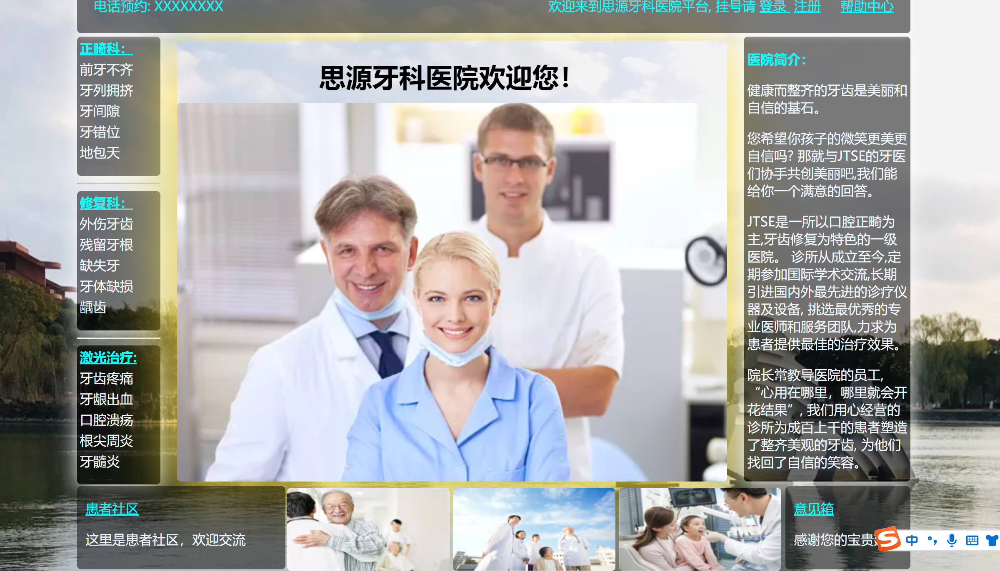 电话预约: XXXXXXXX
欢迎来到思源牙科医院平台, 挂号请 登录 注册 帮助中心
正畸科：
前牙不齐
牙列拥挤
牙间隙
牙错位
地包天
修复科：
外伤牙齿
残留牙根
缺失牙
牙体缺损
龋齿
激光治疗:
牙齿疼痛
牙龈出血
口腔溃疡
根尖周炎
牙髓炎
思源牙科医院欢迎您！
医院简介：
健康而整齐的牙齿是美丽和
自信的基石。
您希望你孩子的微笑更美更
自信吗? 那就与JTSE的牙医
们协手共创美丽吧,我们能
给你一个满意的回答。
JTSE是一所以口腔正畸为
主,牙齿修复为特色的一级
医院。 诊所从成立至今,定
期参加国际学术交流,长期
引进国内外最先进的诊疗仪
器及设备, 挑选最优秀的专
业医师和服务团队,力求为
患者提供最佳的治疗效果。
院长常教导医院的员工,
“心用在哪里，哪里就会开
花结果”, 我们用心经营的
诊所为成百上千的患者塑造
了整齐美观的牙齿, 为他们
找回了自信的笑容。
患者社区
这里是患者社区，欢迎交流
意见箱
感谢您的宝贵
S 中